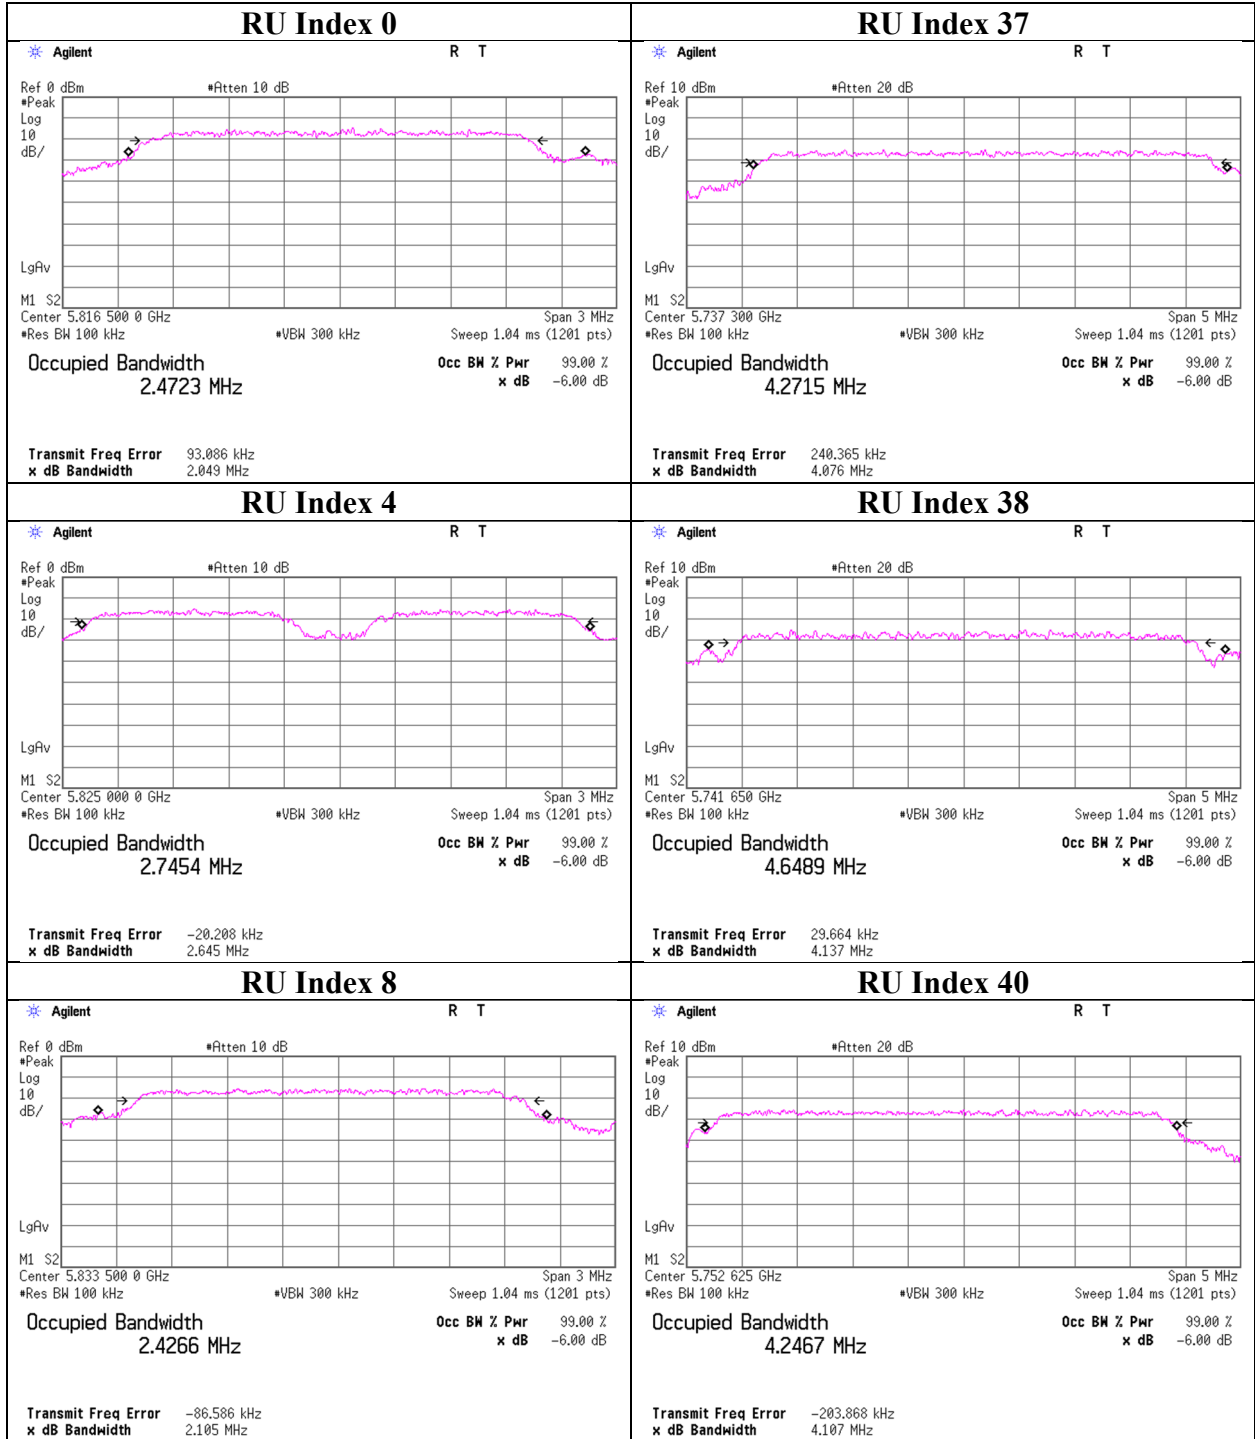 RU Index 0
Agilent
R T
Ref 0 dBm #Atten 10 dB
#Peak
Log
10
dB/
LgAv
M1 S2
Center 5.816 500 0 GHz Span 3 MHz
#Res BW 100 kHz #VBW 300 kHz Sweep 1.04 ms (1201 pts)
Occupied Bandwidth Occ BW % Pwr 99.00 %
2.4723 MHz x dB -6.00 dB
Transmit Freq Error 93.086 kHz
x dB Bandwidth 2.049 MHz
RU Index 37
Agilent
R T
Ref 10 dBm #Atten 20 dB
#Peak
Log
10
dB/
LgAv
M1 S2
Center 5.737 300 GHz Span 5 MHz
#Res BW 100 kHz #VBW 300 kHz Sweep 1.04 ms (1201 pts)
Occupied Bandwidth Occ BW % Pwr 99.00 %
4.2715 MHz x dB -6.00 dB
Transmit Freq Error 240.365 kHz
x dB Bandwidth 4.076 MHz
RU Index 4
Agilent
R T
Ref 0 dBm #Atten 10 dB
#Peak
Log
10
dB/
LgAv
M1 S2
Center 5.825 000 0 GHz Span 3 MHz
#Res BW 100 kHz #VBW 300 kHz Sweep 1.04 ms (1201 pts)
Occupied Bandwidth Occ BW % Pwr 99.00 %
2.7454 MHz x dB -6.00 dB
Transmit Freq Error -20.208 kHz
x dB Bandwidth 2.645 MHz
RU Index 38
Agilent
R T
Ref 10 dBm #Atten 20 dB
#Peak
Log
10
dB/
LgAv
M1 S2
Center 5.741 650 GHz Span 5 MHz
#Res BW 100 kHz #VBW 300 kHz Sweep 1.04 ms (1201 pts)
Occupied Bandwidth Occ BW % Pwr 99.00 %
4.6489 MHz x dB -6.00 dB
Transmit Freq Error 29.664 kHz
x dB Bandwidth 4.137 MHz
RU Index 8
Agilent
R T
Ref 0 dBm #Atten 10 dB
#Peak
Log
10
dB/
LgAv
M1 S2
Center 5.833 500 0 GHz Span 3 MHz
#Res BW 100 kHz #VBW 300 kHz Sweep 1.04 ms (1201 pts)
Occupied Bandwidth Occ BW % Pwr 99.00 %
2.4266 MHz x dB -6.00 dB
Transmit Freq Error -86.586 kHz
x dB Bandwidth 2.105 MHz
RU Index 40
Agilent
R T
Ref 10 dBm #Atten 20 dB
#Peak
Log
10
dB/
LgAv
M1 S2
Center 5.752 625 GHz Span 5 MHz
#Res BW 100 kHz #VBW 300 kHz Sweep 1.04 ms (1201 pts)
Occupied Bandwidth Occ BW % Pwr 99.00 %
4.2467 MHz x dB -6.00 dB
Transmit Freq Error -203.868 kHz
x dB Bandwidth 4.107 MHz